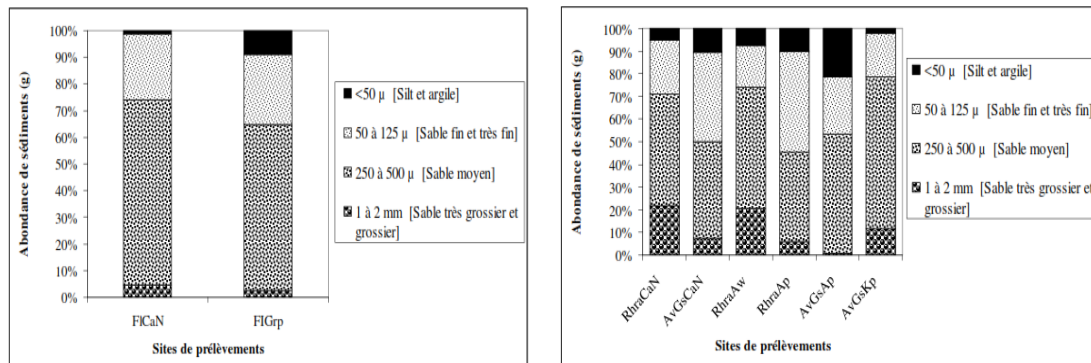 Abondance de sédiments (g)
100%
90%
80%
70%
60%
50%
40%
30%
20%
10%
0%
FlCaN
FlGrp
Sites de prélèvements
<50 µ [Silt et argile]
50 à 125 µ [Sable fin et très fin]
250 à 500 µ [Sable moyen]
1 à 2 mm [Sable très grossier et
grossier]
Abondance de sédiments (g)
100%
90%
80%
70%
60%
50%
40%
30%
20%
10%
0%
RhraCaN
AvGsCaN
RhraAw
RhraAp
AvGsAp
AvGsKp
Sites de prélèvements
<50 µ [Silt et argile]
50 à 125 µ [Sable fin et très fin]
250 à 500 µ [Sable moyen]
1 à 2 mm [Sable très grossier et
grossier]